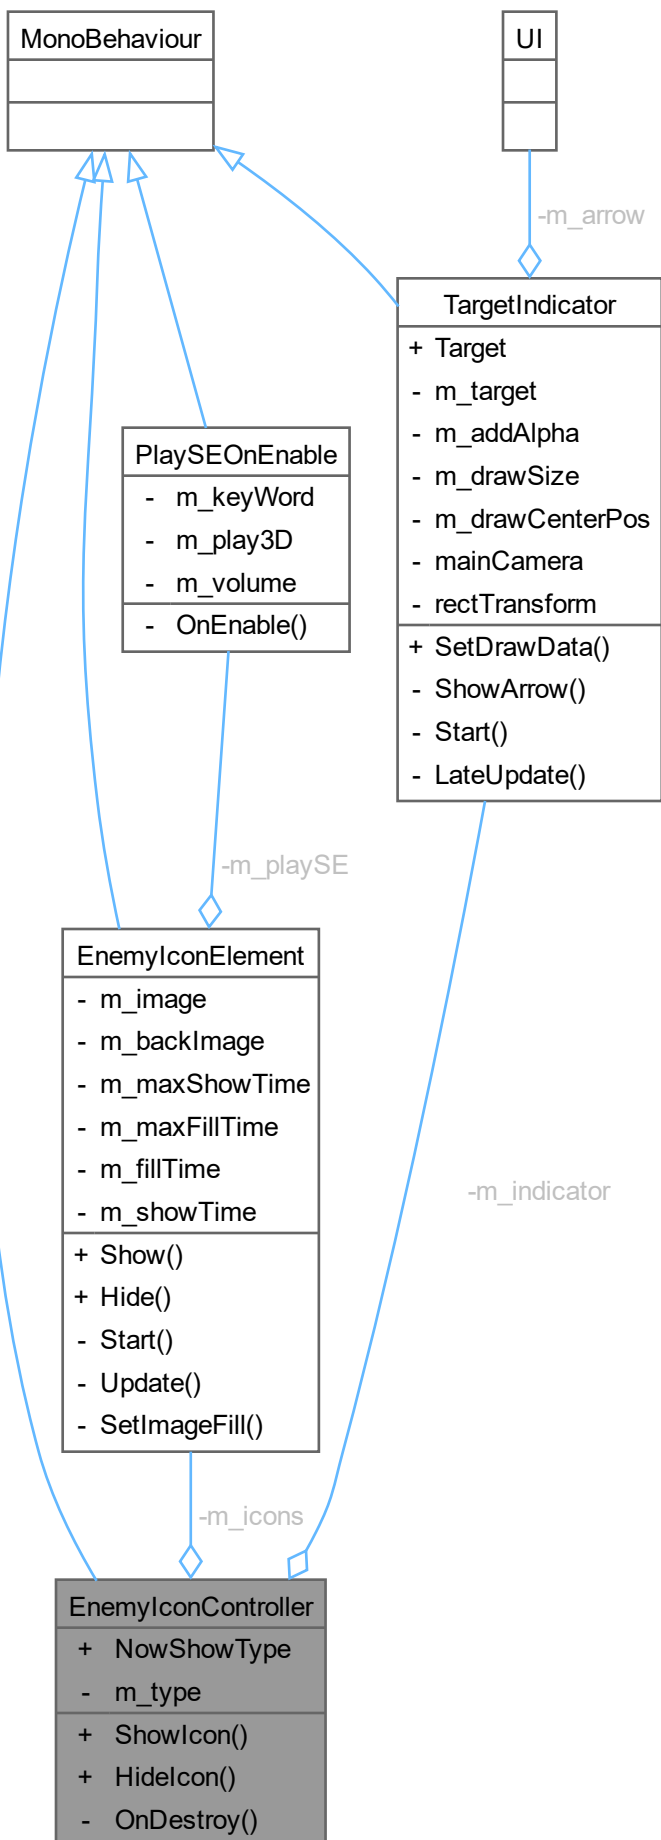 MonoBehaviour
UI
-m_arrow
TargetIndicator
+ Target
- m_target
- m_addAlpha
- m_drawSize
- m_drawCenterPos
- mainCamera
- rectTransform
+ SetDrawData()
- ShowArrow()
- Start()
- LateUpdate()
PlaySEOnEnable
- m_keyWord
- m_play3D
- m_volume
- OnEnable()
-m_playSE
EnemyIconElement
- m_image
- m_backImage
- m_maxShowTime
- m_maxFillTime
- m_fillTime
- m_showTime
+ Show()
+ Hide()
- Start()
- Update()
- SetImageFill()
-m_indicator
-m_icons
EnemyIconController
+ NowShowType
- m_type
+ ShowIcon()
+ HideIcon()
- OnDestroy()